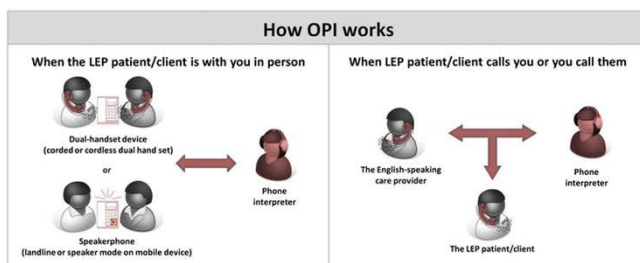 How OPI works
When the LEP patient/client is with you in person
Dual-handset device
(corded or cordless dual hand set)
or
Speakerphone
(landline or speaker mode on mobile device)
Phone
interpreter
When LEP patient/client calls you or you call them
The English-speaking
care provider
Phone
interpreter
The LEP patient/client